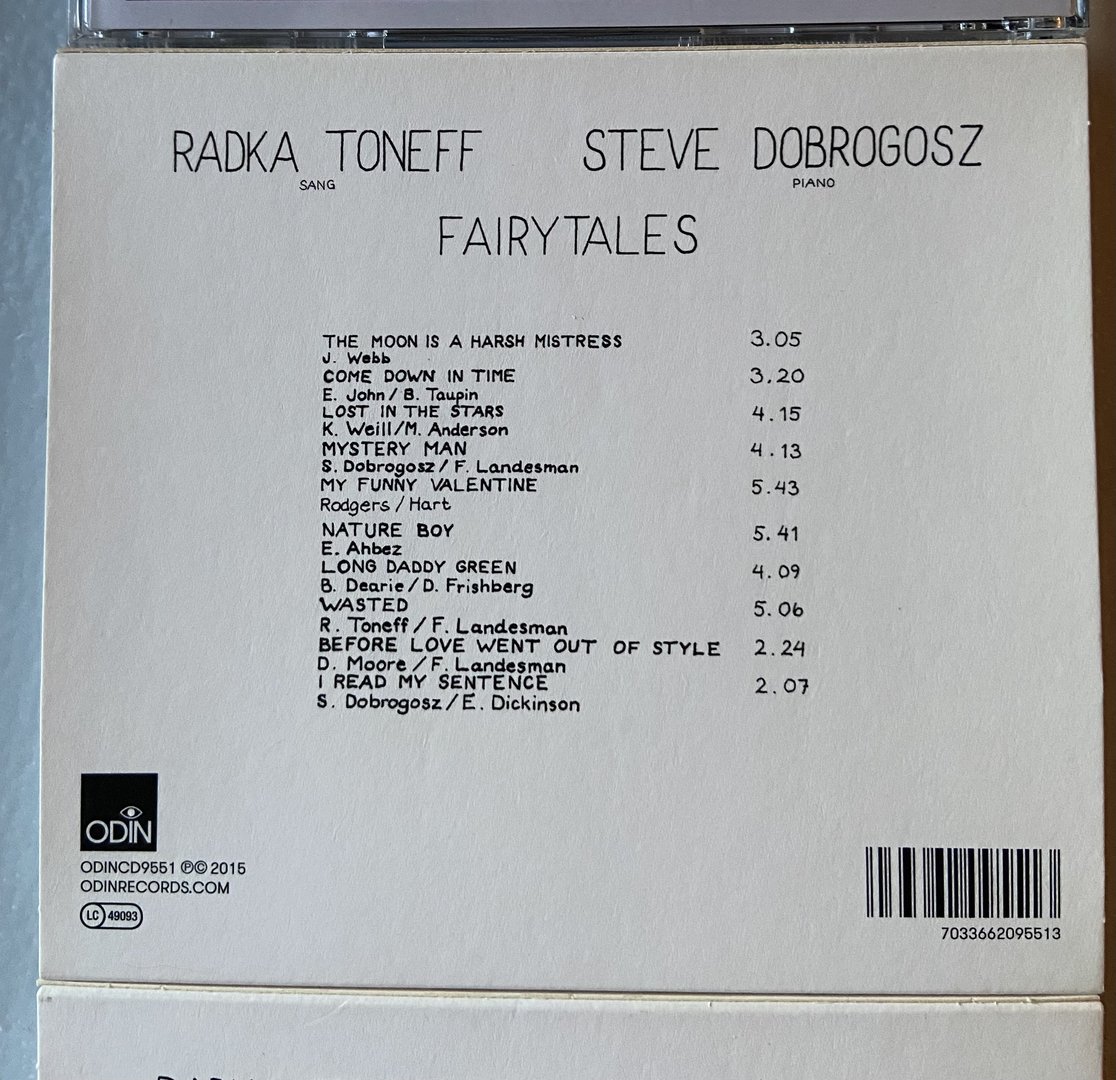 RADKA TONEFF STEVE DOBROGOSZ
SANG PIANO
FAIRYTALES
THE MOON IS A HARSH MISTRESS 3.05
J. Webb
COME DOWN IN TIME 3.20
E. John / B. Taupin
LOST IN THE STARS 4.15
K. Weill/M. Anderson
MYSTERY MAN 4.13
S. Dobrogosz / F. Landesman
MY FUNNY VALENTINE 5.43
Rodgers / Hart
NATURE BOY 5.41
E. Ahbez
LONG DADDY GREEN 4.09
B. Dearie / D. Frishberg
WASTED 5.06
R. Toneff / F. Landesman
BEFORE LOVE WENT OUT OF STYLE 2.24
D. Moore / F. Landesman
I READ MY SENTENCE 2.07
S. Dobrogosz / E. Dickinson
ODIN
ODINCD9551 ℗© 2015
ODINRECORDS.COM
LC 49093
7033662095513